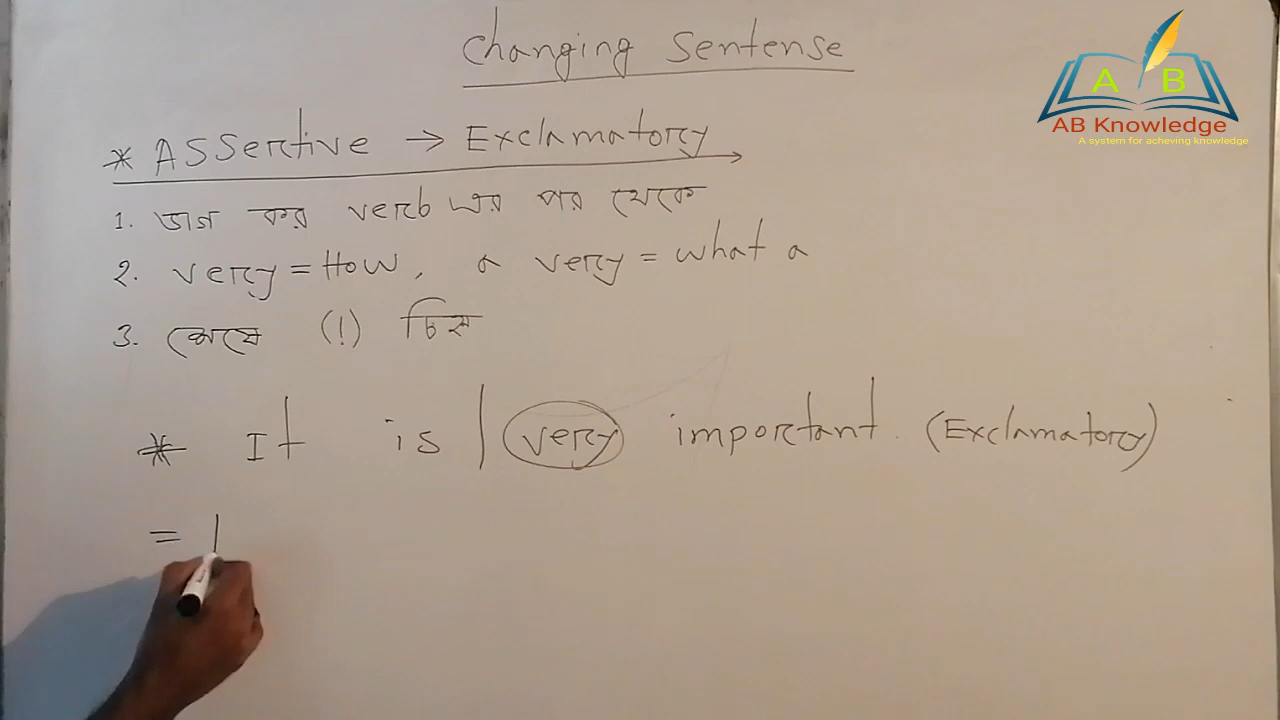 Changing Sentense
A B
AB Knowledge
A system for acheving knowledge
* Assertive → Exclamatory
1. ভাগ কর verb এর পর থেকে
2. very = How, a very = what a
3. শেষে (!) চিহ্ন
* It is | very important. (Exclamatory)
=